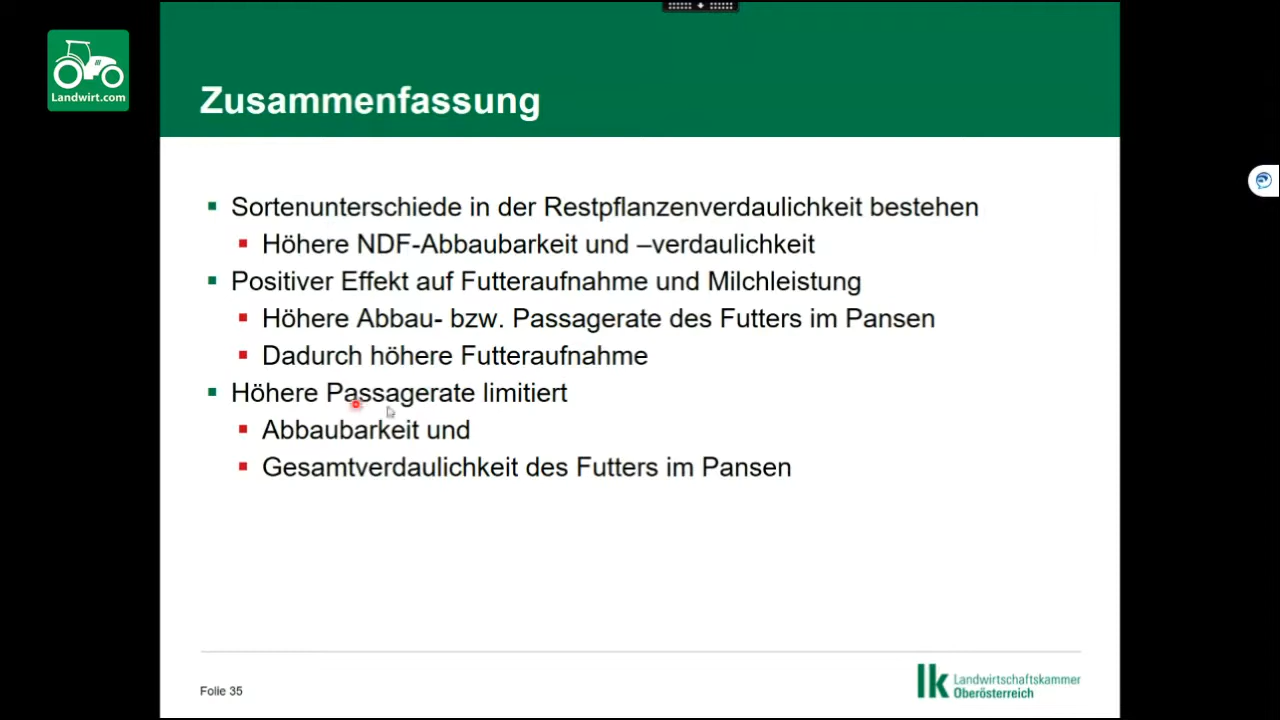 Landwirt.com
Zusammenfassung
Sortenunterschiede in der Restpflanzenverdaulichkeit bestehen
Höhere NDF-Abbaubarkeit und –verdaulichkeit
Positiver Effekt auf Futteraufnahme und Milchleistung
Höhere Abbau- bzw. Passagerate des Futters im Pansen
Dadurch höhere Futteraufnahme
Höhere Passagerate limitiert
Abbaubarkeit und
Gesamtverdaulichkeit des Futters im Pansen
Folie 35
lk Landwirtschaftskammer
Oberösterreich